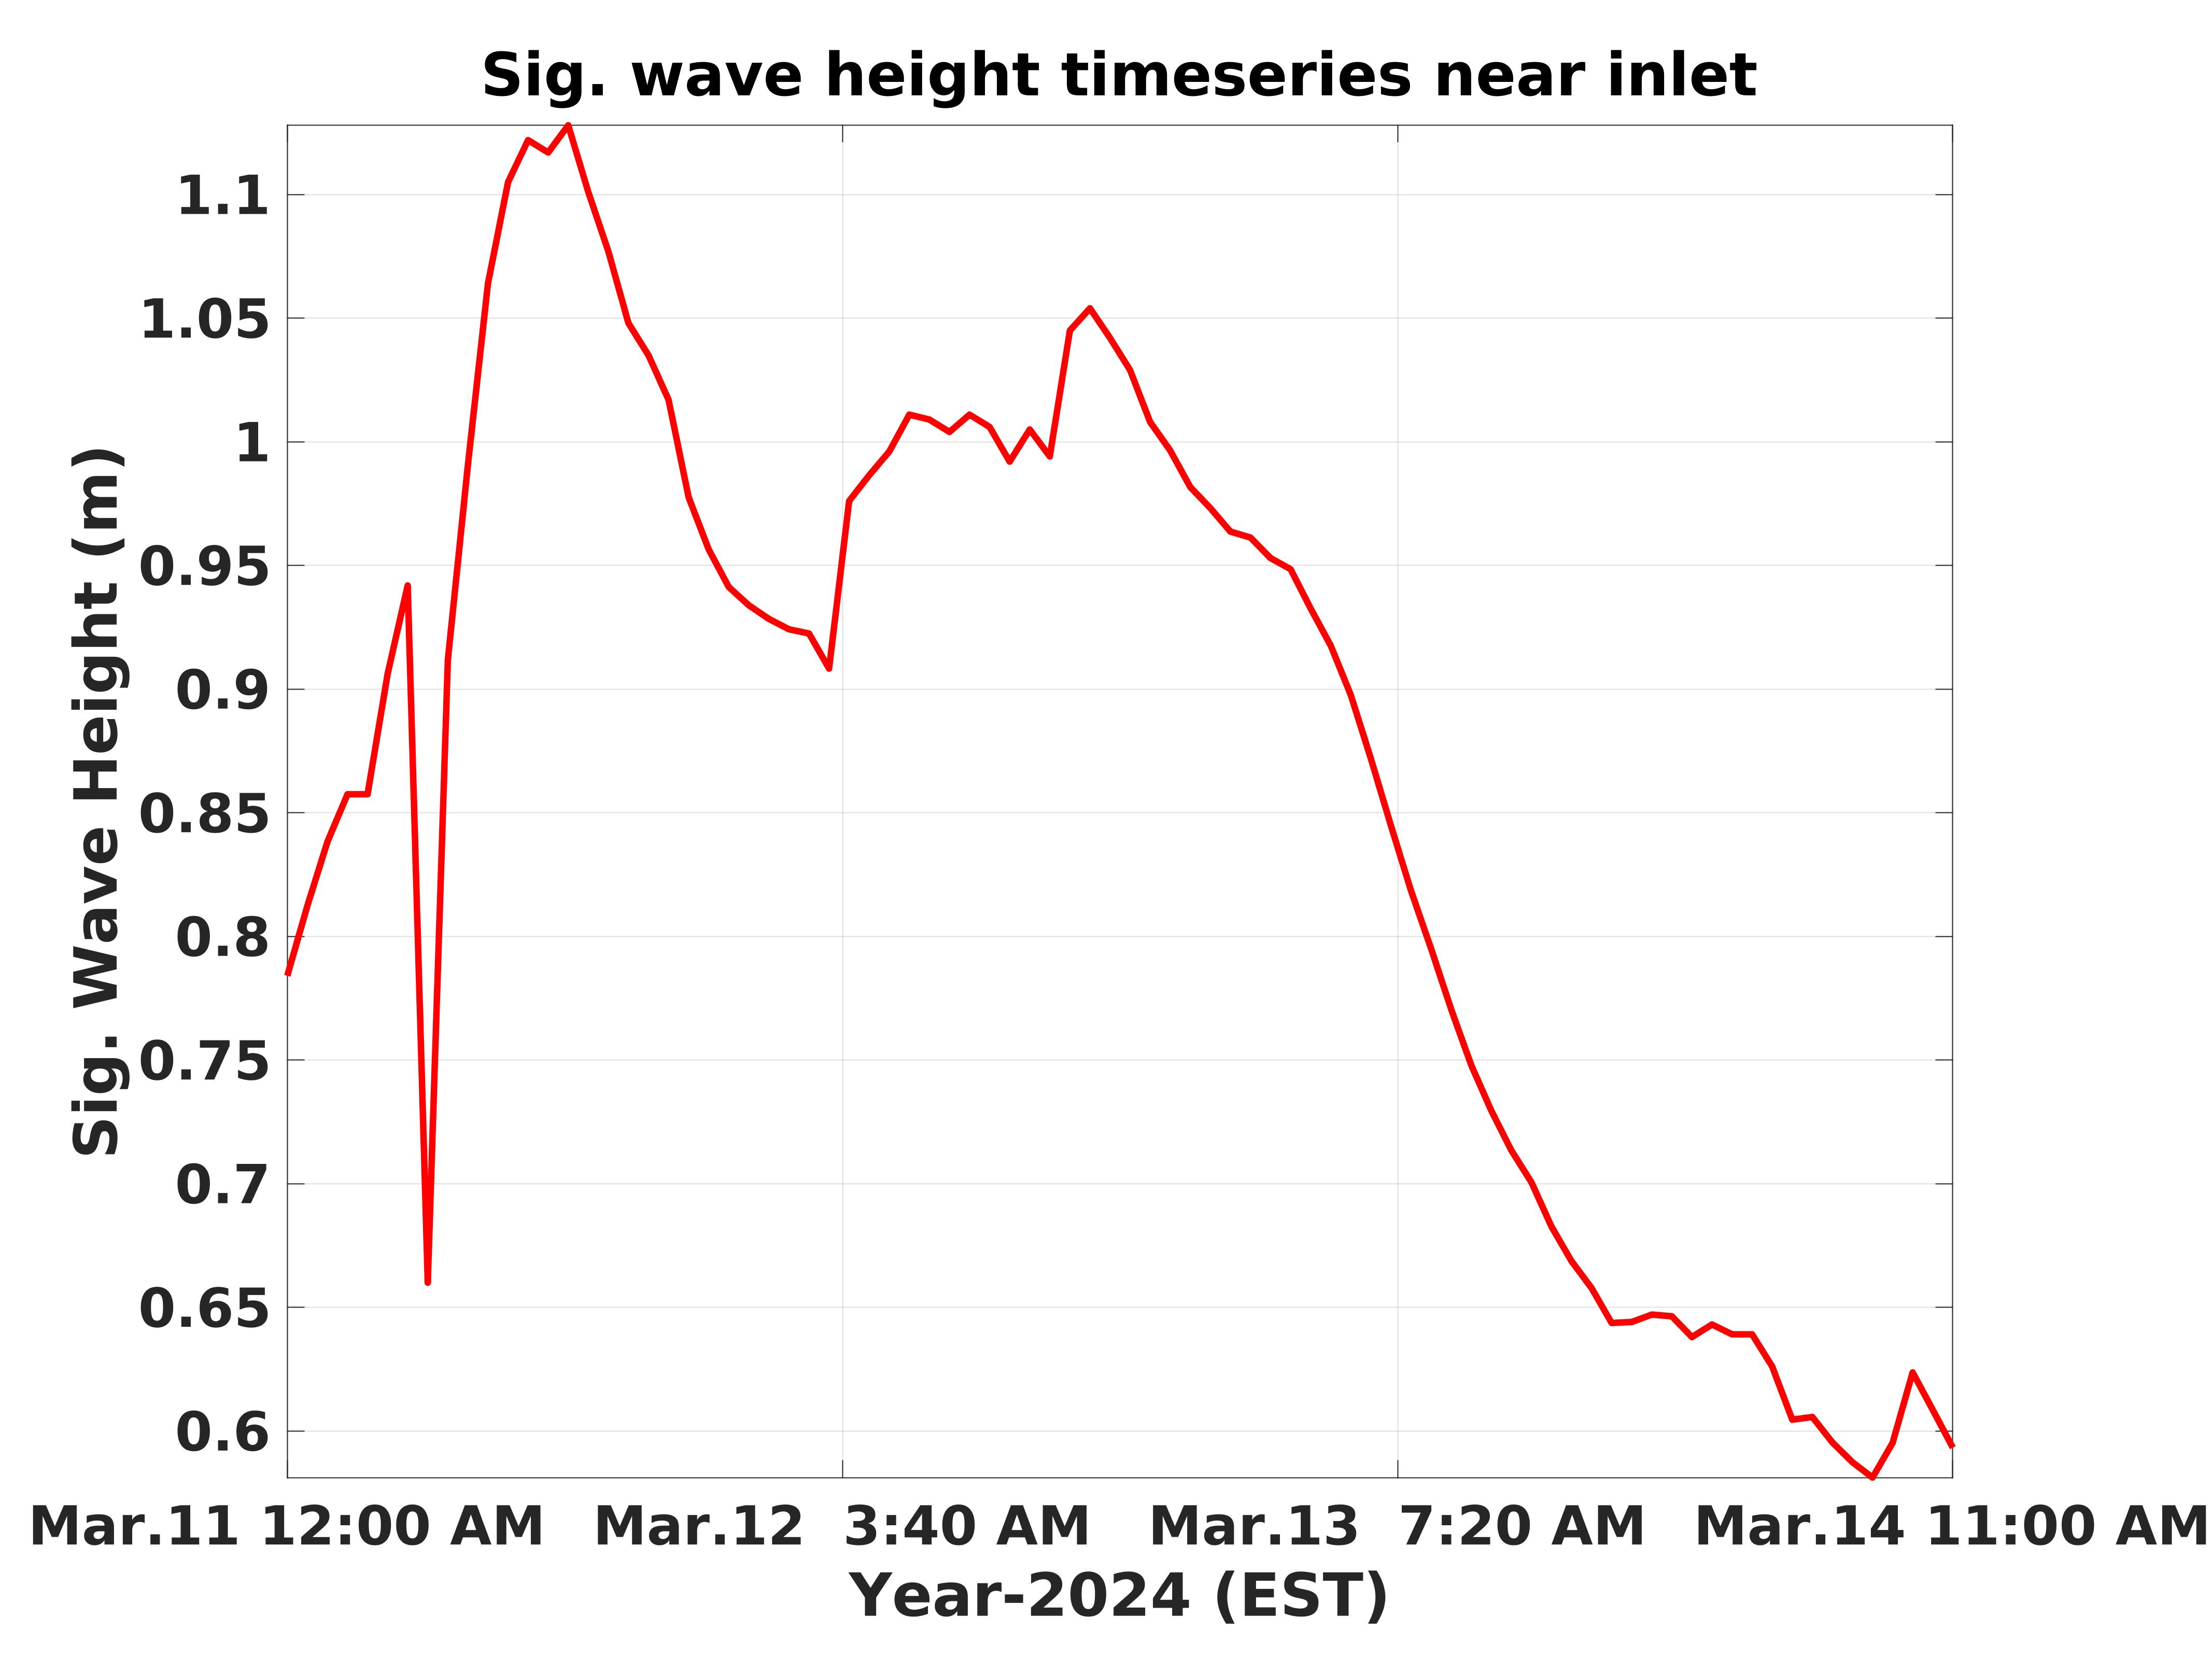 Sig. wave height timeseries near inlet
Sig. Wave Height (m)
1.1
1.05
1
0.95
0.9
0.85
0.8
0.75
0.7
0.65
0.6
Mar.11 12:00 AM
Mar.12 3:40 AM
Mar.13 7:20 AM
Mar.14 11:00 AM
Year-2024 (EST)